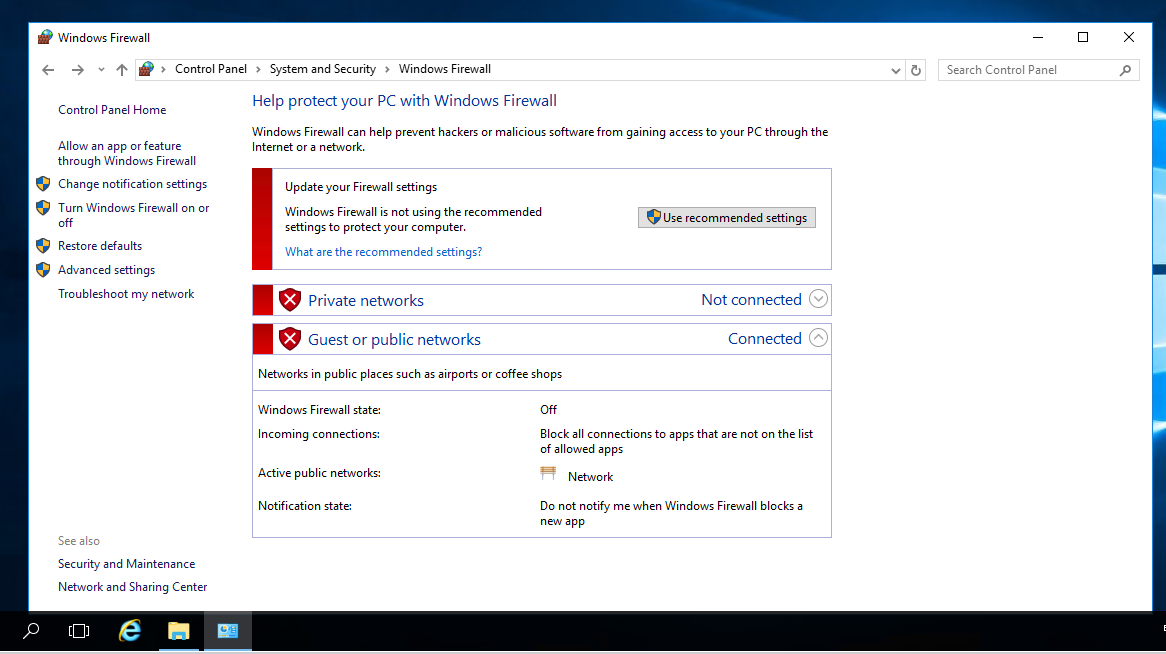 Windows Firewall
Control Panel
System and Security
Windows Firewall
Search Control Panel
Control Panel Home
Allow an app or feature
through Windows Firewall
Change notification settings
Turn Windows Firewall on or
off
Restore defaults
Advanced settings
Troubleshoot my network
See also
Security and Maintenance
Network and Sharing Center
Help protect your PC with Windows Firewall
Windows Firewall can help prevent hackers or malicious software from gaining access to your PC through the
Internet or a network.
Update your Firewall settings
Windows Firewall is not using the recommended
settings to protect your computer.
Use recommended settings
What are the recommended settings?
Private networks
Not connected
Guest or public networks
Connected
Networks in public places such as airports or coffee shops
Windows Firewall state:
Off
Incoming connections:
Block all connections to apps that are not on the list
of allowed apps
Active public networks:
Network
Notification state:
Do not notify me when Windows Firewall blocks a
new app